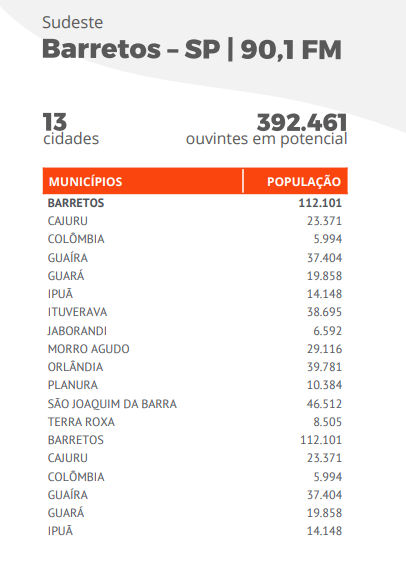 Sudeste
Barretos – SP | 90,1 FM
13 392.461
cidades ouvintes em potencial
MUNICÍPIOS POPULAÇÃO
BARRETOS 112.101
CAJURU 23.371
COLÔMBIA 5.994
GUAÍRA 37.404
GUARÁ 19.858
IPUÃ 14.148
ITUVERAVA 38.695
JABORANDI 6.592
MORRO AGUDO 29.116
ORLÂNDIA 39.781
PLANURA 10.384
SÃO JOAQUIM DA BARRA 46.512
TERRA ROXA 8.505
BARRETOS 112.101
CAJURU 23.371
COLÔMBIA 5.994
GUAÍRA 37.404
GUARÁ 19.858
IPUÃ 14.148